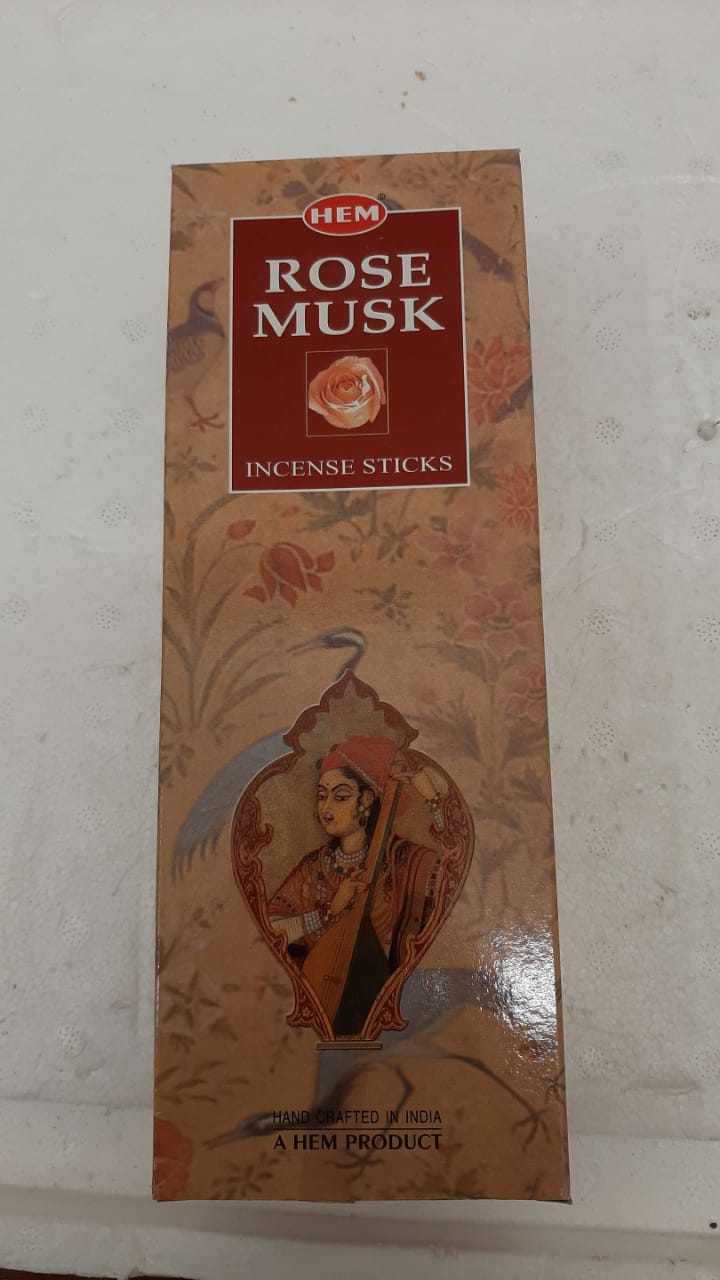 HEM®
ROSE
MUSK
INCENSE STICKS
HAND CRAFTED IN INDIA
A HEM PRODUCT